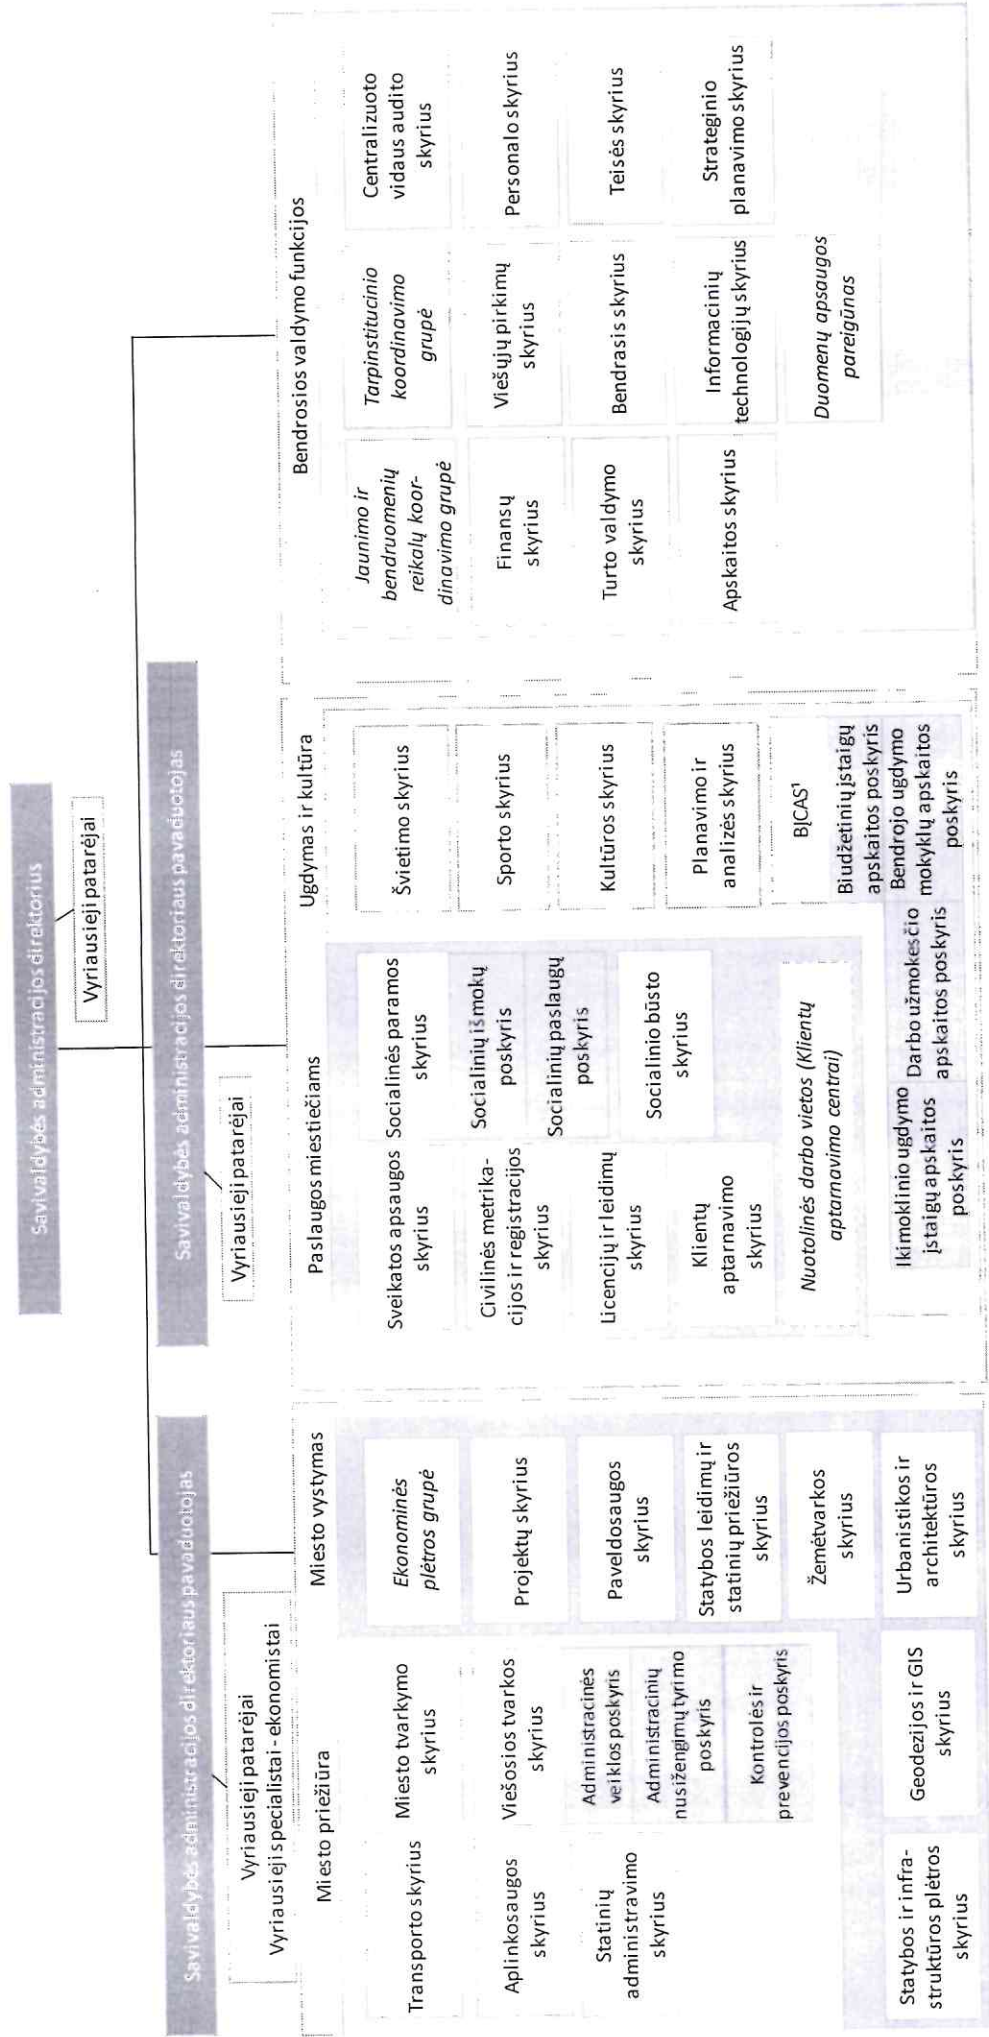 Savivaldybės administracijos direktorius
Vyriausieji patarėjai
Savivaldybės administracijos direktoriaus pavaduotojas
Vyriausieji patarėjai
Vyriausieji specialistai - ekonomistai
Miesto priežiūra
Transporto skyrius
Aplinkosaugos
skyrius
Statinių
administravimo
skyrius
Miesto tvarkymo
skyrius
Viešosios tvarkos
skyrius
Administracinės
veiklos poskyris
Administracinių
nusižengimų tyrimo
poskyris
Kontrolės ir
prevencijos poskyris
Miesto vystymas
Ekonominės
plėtros grupė
Projektų skyrius
Paveldosaugos
skyrius
Statybos leidimų ir
statinių priežiūros
skyrius
Žemėtvarkos
skyrius
Statybos ir infra-
struktūros plėtros
skyrius
Geodezijos ir GIS
skyrius
Urbanistikos ir
architektūros
skyrius
Savivaldybės administracijos direktoriaus pavaduotojas
Vyriausieji patarėjai
Paslaugos miestiečiams
Sveikatos apsaugos
skyrius
Civilinės metrika-
cijos ir registracijos
skyrius
Licencijų ir leidimų
skyrius
Klientų
aptarnavimo
skyrius
Socialinės paramos
skyrius
Socialinių išmokų
poskyris
Socialinių paslaugų
poskyris
Socialinio būsto
skyrius
Nuotolinės darbo vietos (Klientų
aptarnavimo centrai)
Ugdymas ir kultūra
Švietimo skyrius
Sporto skyrius
Kultūros skyrius
Planavimo ir
analizės skyrius
BĮCAS¹
Biudžetinių įstaigų
apskaitos poskyris
Ikimoklinio ugdymo
įstaigų apskaitos
poskyris
Darbo užmokesčio
apskaitos poskyris
Bendrojo ugdymo
mokyklų apskaitos
poskyris
Bendrosios valdymo funkcijos
Jaunimo ir
bendruomenių
reikalų koor-
dinavimo grupė
Tarpinstitucinio
koordinavimo
grupė
Centralizuoto
vidaus audito
skyrius
Finansų
skyrius
Viešųjų pirkimų
skyrius
Personalo skyrius
Turto valdymo
skyrius
Bendrasis skyrius
Teisės skyrius
Apskaitos skyrius
Informacinių
technologijų skyrius
Strateginio
planavimo skyrius
Duomenų apsaugos
pareigūnas